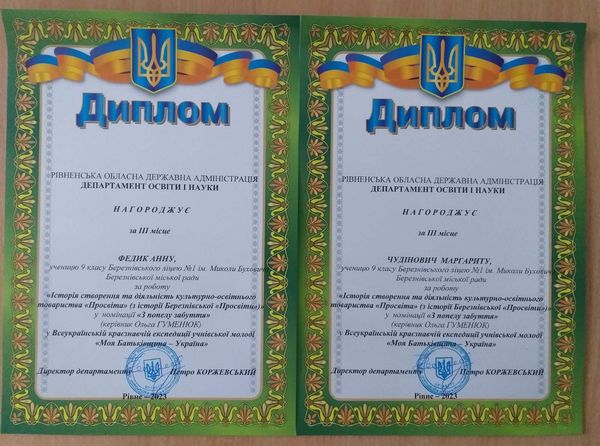 Диплом
РІВНЕНСЬКА ОБЛАСНА ДЕРЖАВНА АДМІНІСТРАЦІЯ
ДЕПАРТАМЕНТ ОСВІТИ І НАУКИ
НАГОРОДЖУЄ
за ІІІ місце
ФЕДИК АННУ,
ученицю 9 класу Березнівського ліцею №1 ім. Миколи Буховича
Березнівської міської ради
за роботу
«Історія створення та діяльність культурно-освітнього
товариства «Просвіта» (з історії Березнівської «Просвіти»)»
у номінації «З попелу забуття»
(керівник Ольга ГУМЕНЮК)
у Всеукраїнській краєзнавчій експедиції учнівської молоді
«Моя Батьківщина – Україна»
Директор департаменту Петро КОРЖЕВСЬКИЙ
Рівне – 2023
Диплом
РІВНЕНСЬКА ОБЛАСНА ДЕРЖАВНА АДМІНІСТРАЦІЯ
ДЕПАРТАМЕНТ ОСВІТИ І НАУКИ
НАГОРОДЖУЄ
за ІІІ місце
ЧУДІНОВИЧ МАРГАРИТУ,
ученицю 9 класу Березнівського ліцею №1 ім. Миколи Буховича
Березнівської міської ради
за роботу
«Історія створення та діяльність культурно-освітнього
товариства «Просвіта» (з історії Березнівської «Просвіти»)»
у номінації «З попелу забуття»
(керівник Ольга ГУМЕНЮК)
у Всеукраїнській краєзнавчій експедиції учнівської молоді
«Моя Батьківщина – Україна»
Директор департаменту Петро КОРЖЕВСЬКИЙ
Рівне – 2023